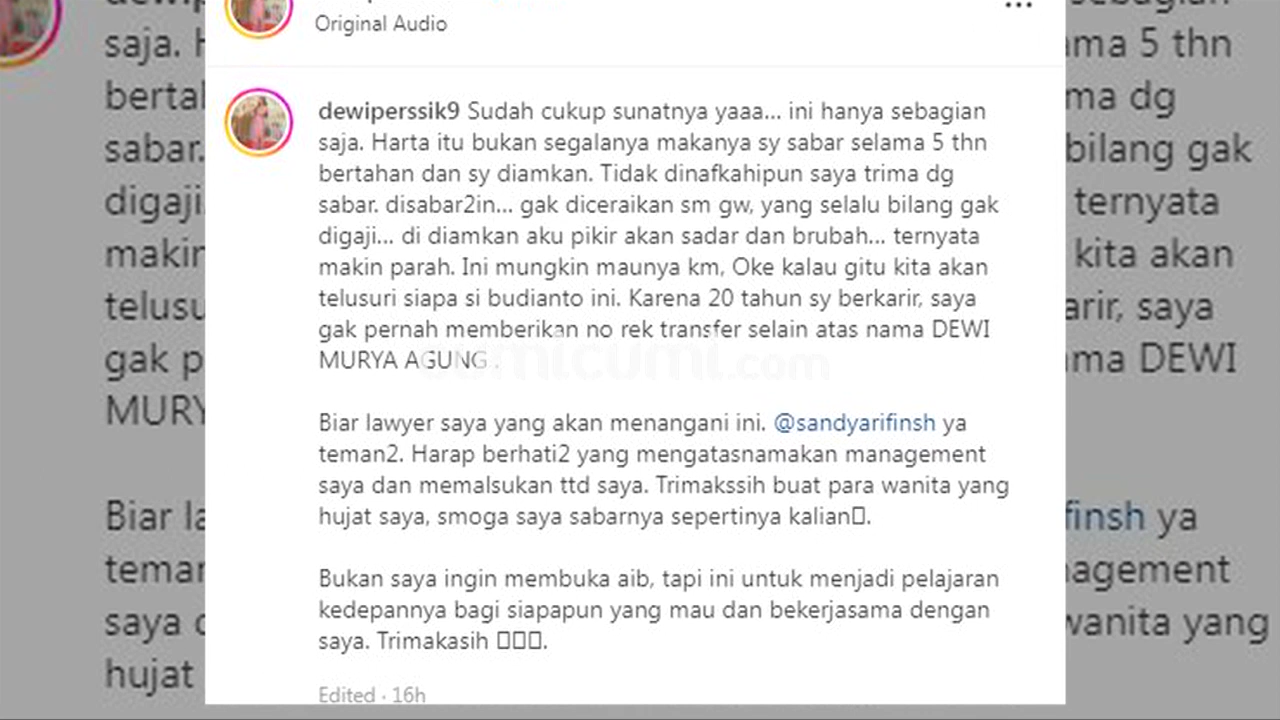 Original Audio
dewiperssik9 Sudah cukup sunatnya yaaa... ini hanya sebagian
saja. Harta itu bukan segalanya makanya sy sabar selama 5 thn
bertahan dan sy diamkan. Tidak dinafkahipun saya trima dg
sabar. disabar2in... gak diceraikan sm gw, yang selalu bilang gak
digaji... di diamkan aku pikir akan sadar dan brubah... ternyata
makin parah. Ini mungkin maunya km, Oke kalau gitu kita akan
telusuri siapa si budianto ini. Karena 20 tahun sy berkarir, saya
gak pernah memberikan no rek transfer selain atas nama DEWI
MURYA AGUNG .
cumicumi.com
Biar lawyer saya yang akan menangani ini. @sandyarifinsh ya
teman2. Harap berhati2 yang mengatasnamakan management
saya dan memalsukan ttd saya. Trimakssih buat para wanita yang
hujat saya, smoga saya sabarnya sepertinya kalian▯.
Bukan saya ingin membuka aib, tapi ini untuk menjadi pelajaran
kedepannya bagi siapapun yang mau dan bekerjasama dengan
saya. Trimakasih ▯▯▯.
Edited · 16h